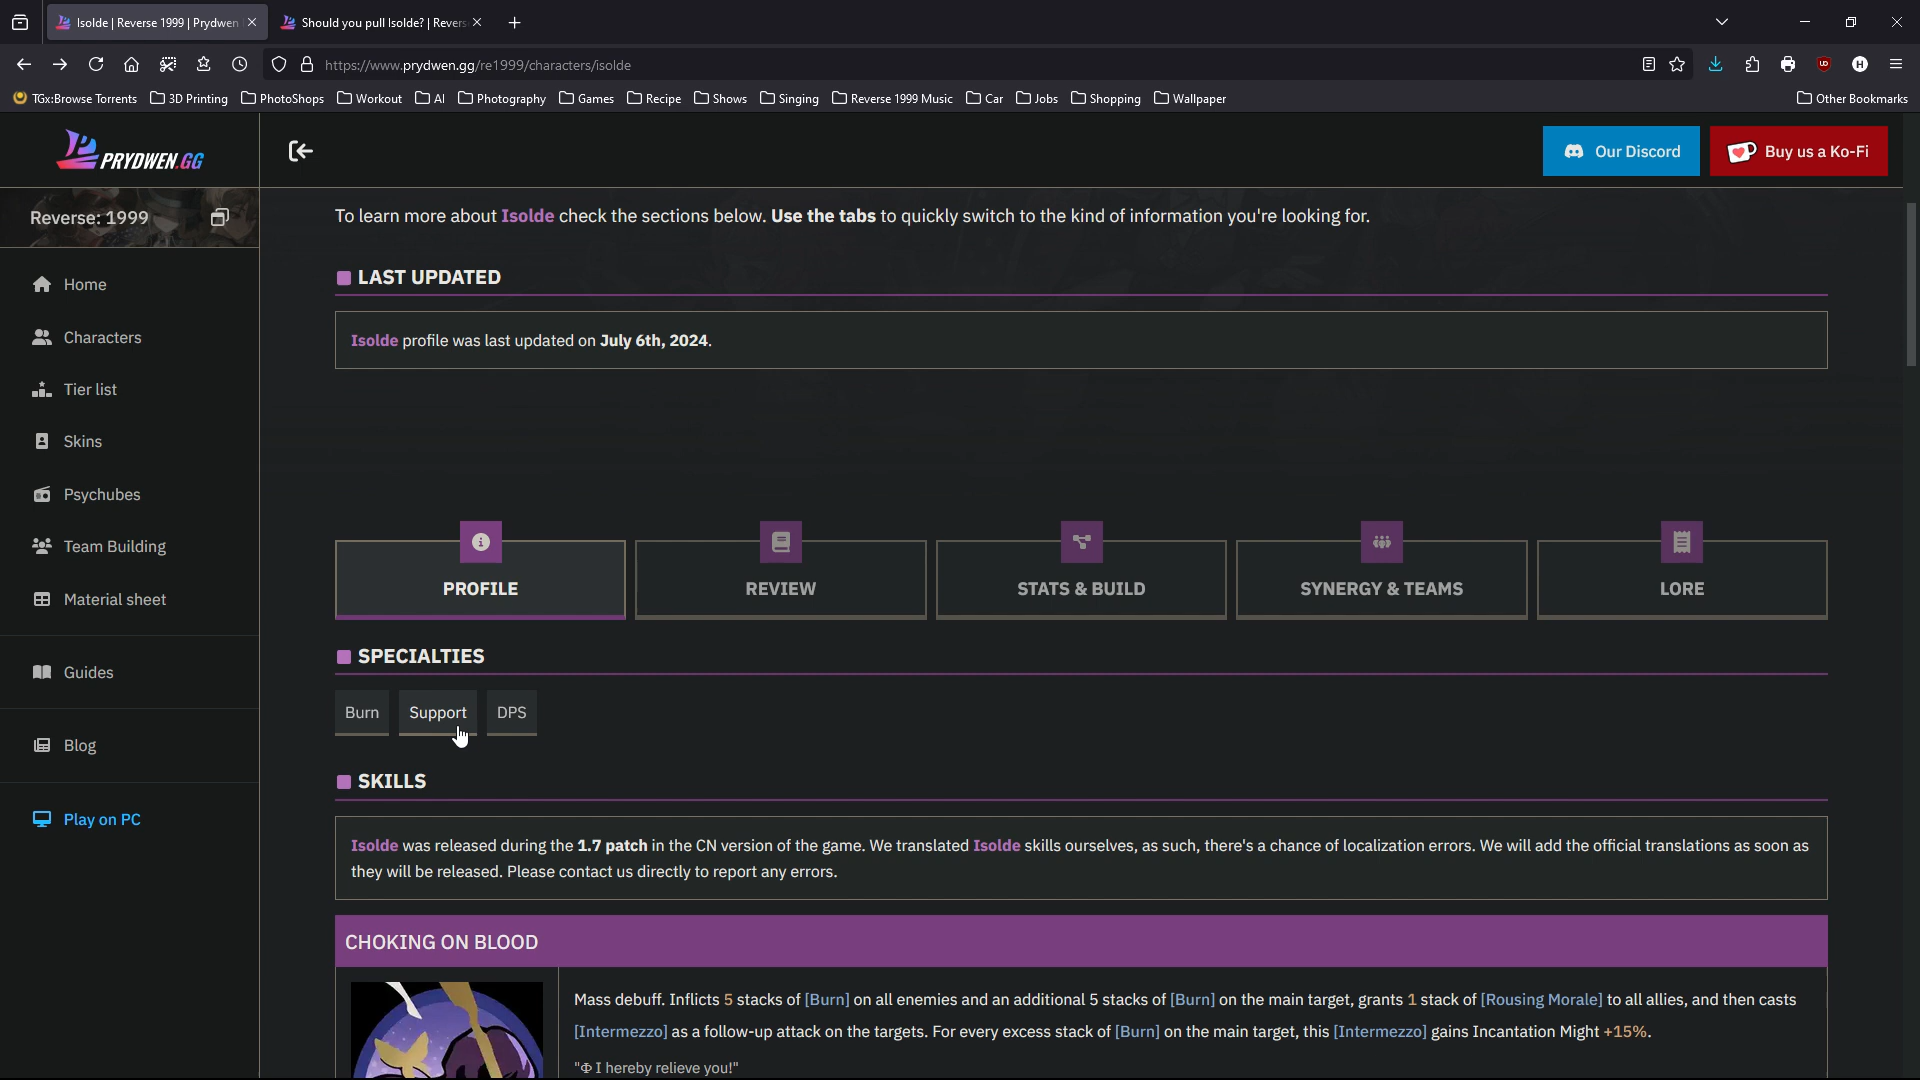 Isolde | Reverse 1999 | Prydwen
Should you pull Isolde? | Revers
https://www.prydwen.gg/re1999/characters/isolde
TGx:Browse Torrents
3D Printing
PhotoShops
Workout
AI
Photography
Games
Recipe
Shows
Singing
Reverse 1999 Music
Car
Jobs
Shopping
Wallpaper
Other Bookmarks
PRYDWEN.GG
Our Discord
Buy us a Ko-Fi
Reverse: 1999
Home
Characters
Tier list
Skins
Psychubes
Team Building
Material sheet
Guides
Blog
Play on PC
To learn more about Isolde check the sections below. Use the tabs to quickly switch to the kind of information you're looking for.
LAST UPDATED
Isolde profile was last updated on July 6th, 2024.
PROFILE
REVIEW
STATS & BUILD
SYNERGY & TEAMS
LORE
SPECIALTIES
Burn
Support
DPS
SKILLS
Isolde was released during the 1.7 patch in the CN version of the game. We translated Isolde skills ourselves, as such, there's a chance of localization errors. We will add the official translations as soon as
they will be released. Please contact us directly to report any errors.
CHOKING ON BLOOD
Mass debuff. Inflicts 5 stacks of [Burn] on all enemies and an additional 5 stacks of [Burn] on the main target, grants 1 stack of [Rousing Morale] to all allies, and then casts
[Intermezzo] as a follow-up attack on the targets. For every excess stack of [Burn] on the main target, this [Intermezzo] gains Incantation Might +15%.
"Φ I hereby relieve you!"